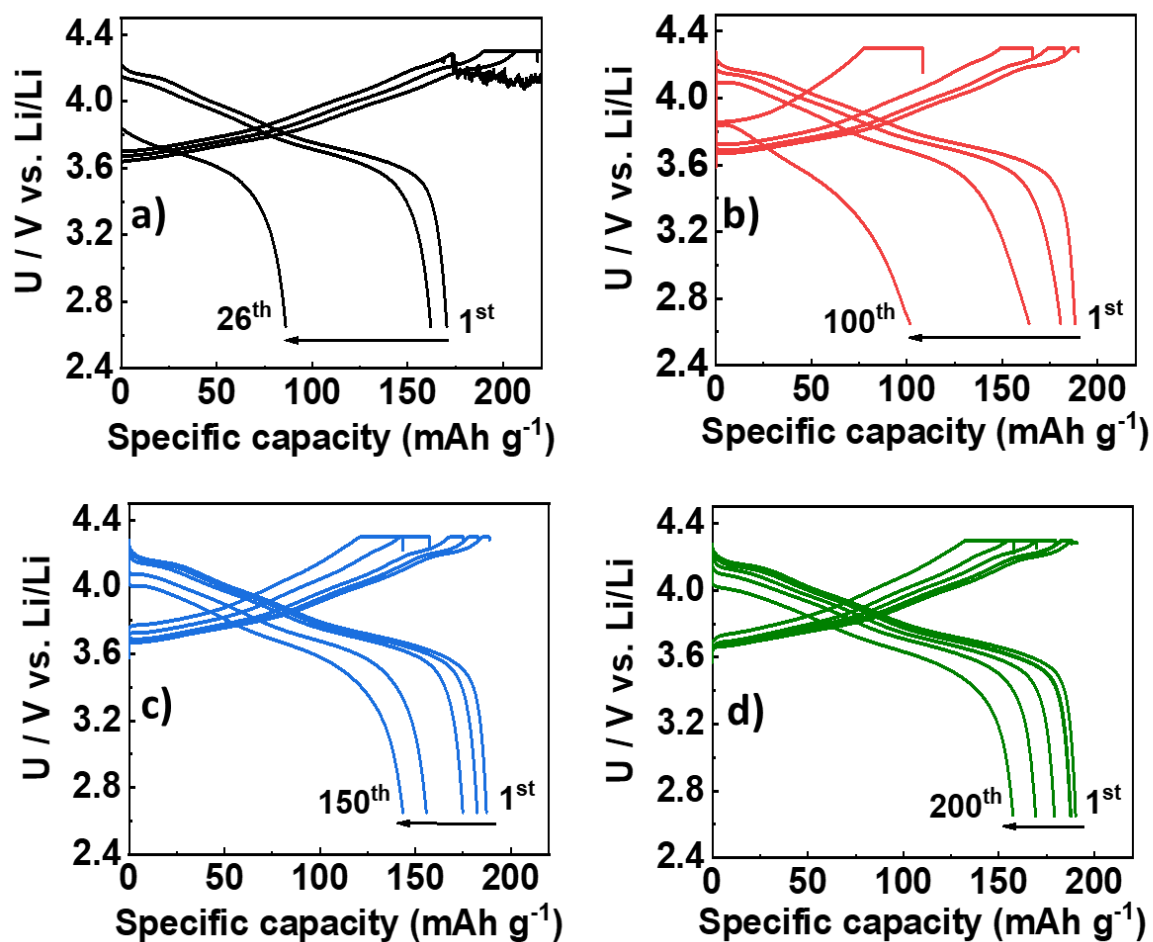 U / V vs. Li/Li
4.4
4.0
3.6
3.2
2.8
2.4
a)
26th
1st
0 50 100 150 200
Specific capacity (mAh g-1)
U / V vs. Li/Li
4.4
4.0
3.6
3.2
2.8
2.4
b)
100th
1st
0 50 100 150 200
Specific capacity (mAh g-1)
U / V vs. Li/Li
4.4
4.0
3.6
3.2
2.8
2.4
c)
150th
1st
0 50 100 150 200
Specific capacity (mAh g-1)
U / V vs. Li/Li
4.4
4.0
3.6
3.2
2.8
2.4
d)
200th
1st
0 50 100 150 200
Specific capacity (mAh g-1)